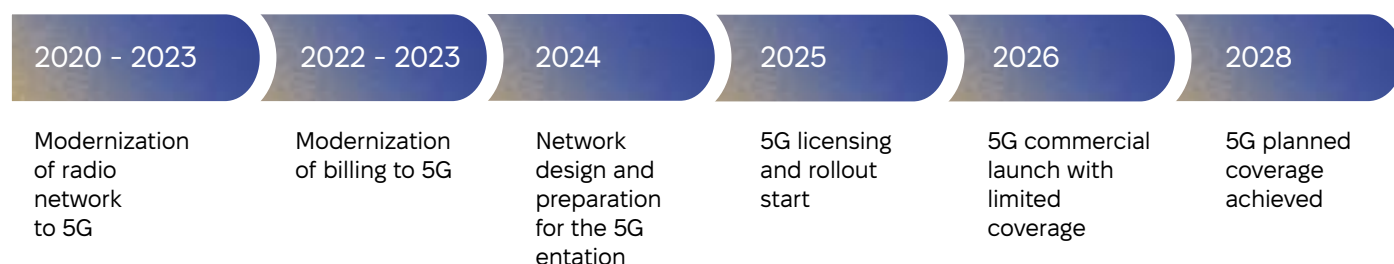 2020 - 2023
Modernization
of radio
network
to 5G
2022 - 2023
Modernization
of billing to 5G
2024
Network
design and
preparation
for the 5G
entation
2025
5G licensing
and rollout
start
2026
5G commercial
launch with
limited
coverage
2028
5G planned
coverage
achieved